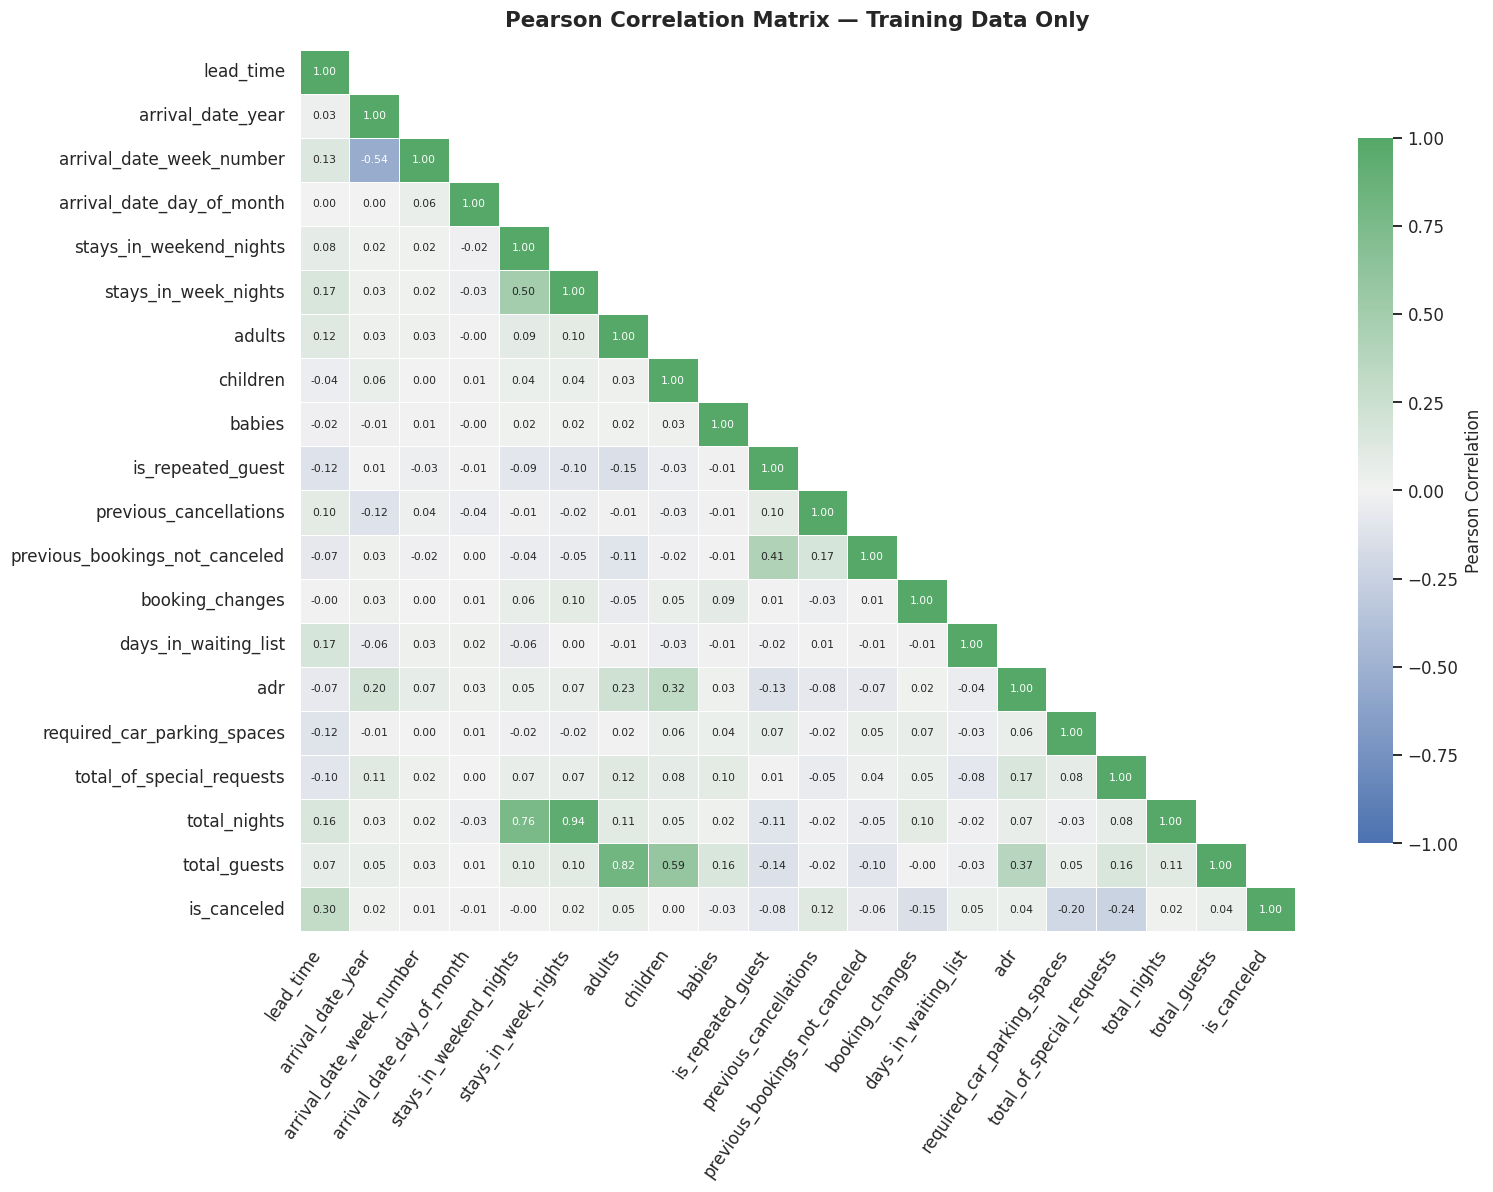 Pearson Correlation Matrix — Training Data Only
lead_time 1.00
arrival_date_year 0.03 1.00
arrival_date_week_number 0.13 -0.54 1.00
arrival_date_day_of_month 0.00 0.00 0.06 1.00
stays_in_weekend_nights 0.08 0.02 0.02 -0.02 1.00
stays_in_week_nights 0.17 0.03 0.02 -0.03 0.50 1.00
adults 0.12 0.03 0.03 -0.00 0.09 0.10 1.00
children -0.04 0.06 0.00 0.01 0.04 0.04 0.03 1.00
babies -0.02 -0.01 0.01 -0.00 0.02 0.02 0.02 0.03 1.00
is_repeated_guest -0.12 0.01 -0.03 -0.01 -0.09 -0.10 -0.15 -0.03 -0.01 1.00
previous_cancellations 0.10 -0.12 0.04 -0.04 -0.01 -0.02 -0.01 -0.03 -0.01 0.10 1.00
previous_bookings_not_canceled -0.07 0.03 -0.02 0.00 -0.04 -0.05 -0.11 -0.02 -0.01 0.41 0.17 1.00
booking_changes -0.00 0.03 0.00 0.01 0.06 0.10 -0.05 0.05 0.09 0.01 -0.03 0.01 1.00
days_in_waiting_list 0.17 -0.06 0.03 0.02 -0.06 0.00 -0.01 -0.03 -0.01 -0.02 0.01 -0.01 -0.01 1.00
adr -0.07 0.20 0.07 0.03 0.05 0.07 0.23 0.32 0.03 -0.13 -0.08 -0.07 0.02 -0.04 1.00
required_car_parking_spaces -0.12 -0.01 0.00 0.01 -0.02 -0.02 0.02 0.06 0.04 0.07 -0.02 0.05 0.07 -0.03 0.06 1.00
total_of_special_requests -0.10 0.11 0.02 0.00 0.07 0.07 0.12 0.08 0.10 0.01 -0.05 0.04 0.05 -0.08 0.17 0.08 1.00
total_nights 0.16 0.03 0.02 -0.03 0.76 0.94 0.11 0.05 0.02 -0.11 -0.02 -0.05 0.10 -0.02 0.07 -0.03 0.08 1.00
total_guests 0.07 0.05 0.03 0.01 0.10 0.10 0.82 0.59 0.16 -0.14 -0.02 -0.10 -0.00 -0.03 0.37 0.05 0.16 0.11 1.00
is_canceled 0.30 0.02 0.01 -0.01 -0.00 0.02 0.05 0.00 -0.03 -0.08 0.12 -0.06 -0.15 0.05 0.04 -0.20 -0.24 0.02 0.04 1.00
lead_time
arrival_date_year
arrival_date_week_number
arrival_date_day_of_month
stays_in_weekend_nights
stays_in_week_nights
adults
children
babies
is_repeated_guest
previous_cancellations
previous_bookings_not_canceled
booking_changes
days_in_waiting_list
adr
required_car_parking_spaces
total_of_special_requests
total_nights
total_guests
is_canceled
1.00
0.75
0.50
0.25
0.00
−0.25
−0.50
−0.75
−1.00
Pearson Correlation